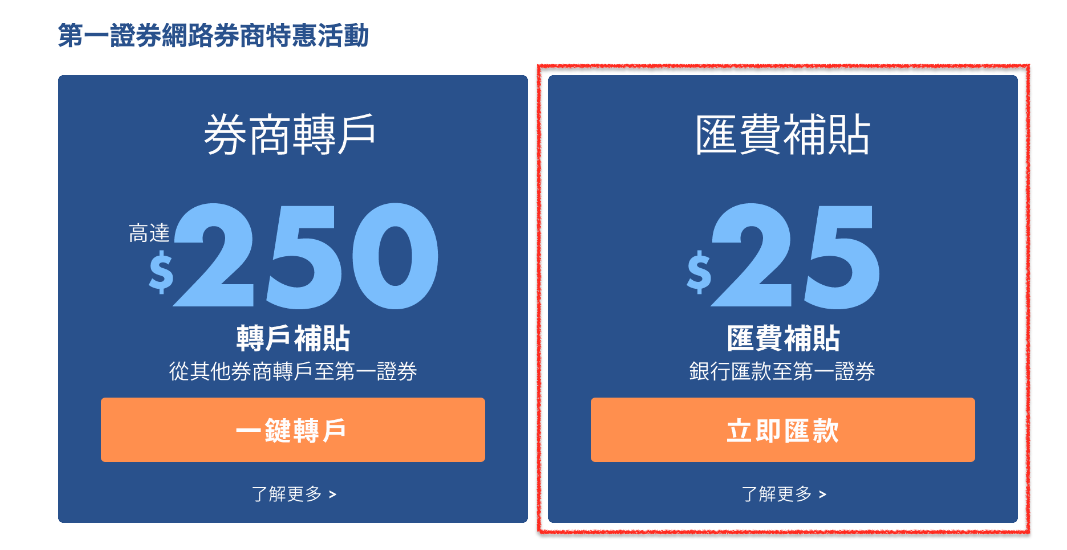 第一證券網路券商特惠活動
券商轉戶
高達
$250
轉戶補貼
從其他券商轉戶至第一證券
一鍵轉戶
了解更多 >
匯費補貼
$25
匯費補貼
銀行匯款至第一證券
立即匯款
了解更多 >